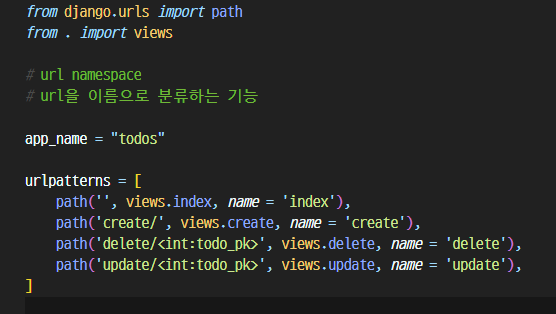 from django.urls import path
from . import views
# url namespace
# url을 이름으로 분류하는 기능
app_name = "todos"
urlpatterns = [
    path('', views.index, name = 'index'),
    path('create/', views.create, name = 'create'),
    path('delete/<int:todo_pk>', views.delete, name = 'delete'),
    path('update/<int:todo_pk>', views.update, name = 'update'),
]